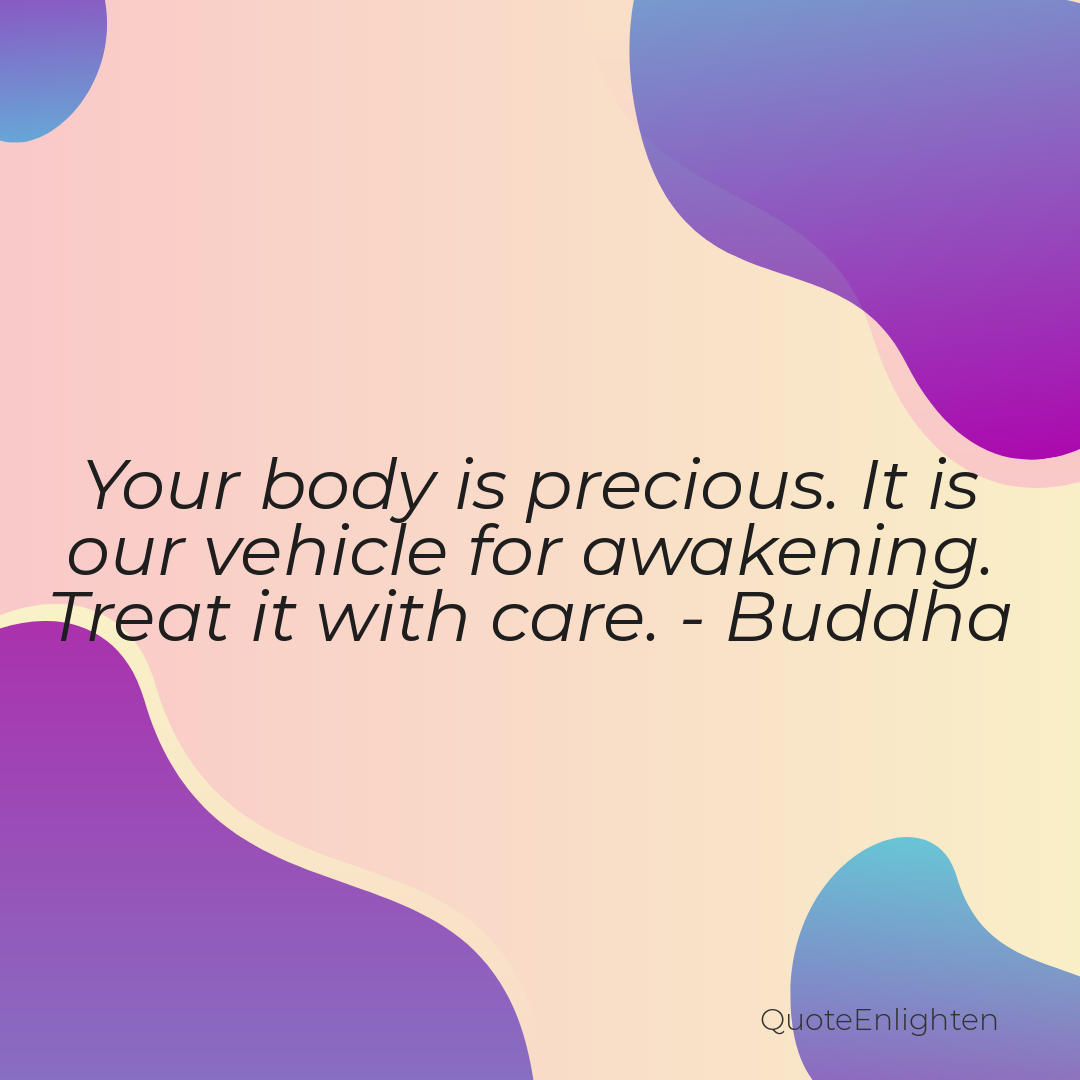 Your body is precious. It is
our vehicle for awakening.
Treat it with care. - Buddha
QuoteEnlighten